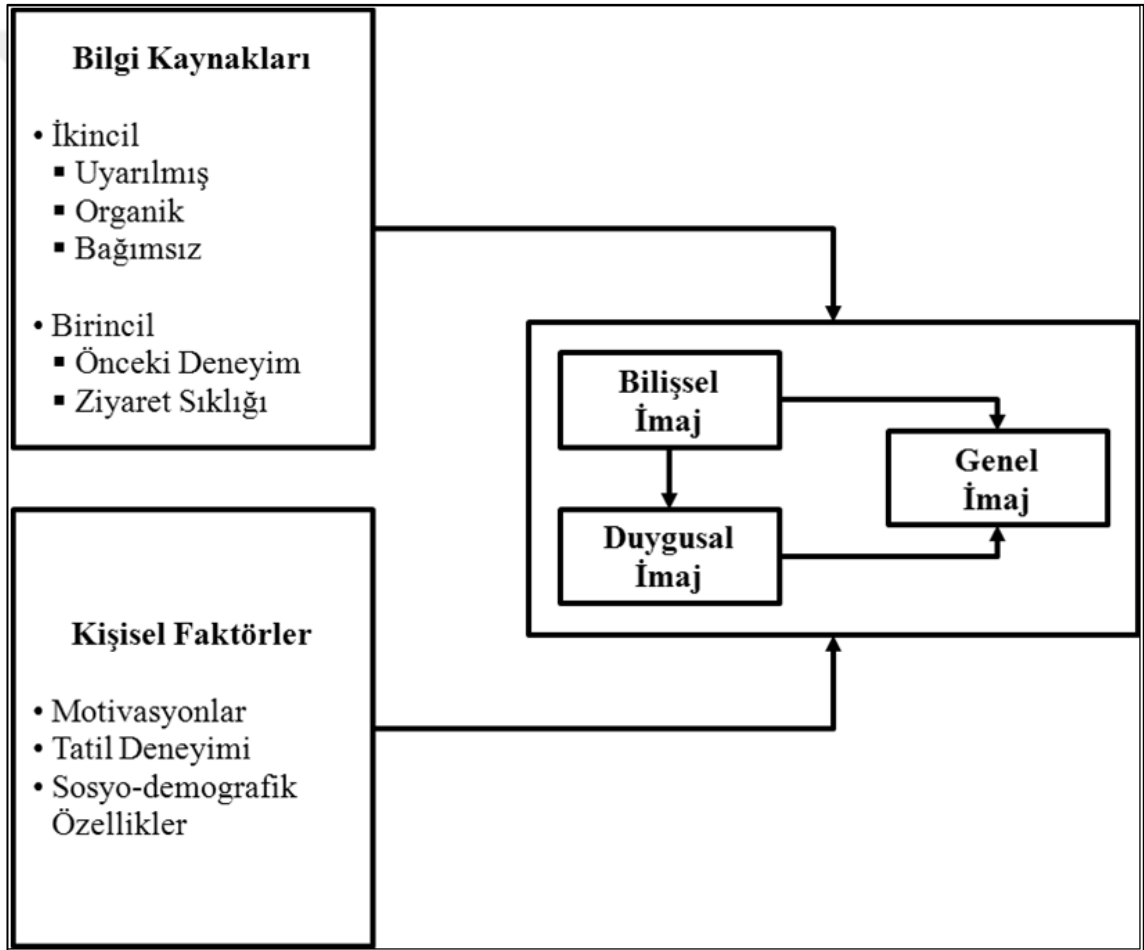 Bilgi Kaynakları
• İkincil
▪ Uyarılmış
▪ Organik
▪ Bağımsız
• Birincil
▪ Önceki Deneyim
▪ Ziyaret Sıklığı
Kişisel Faktörler
• Motivasyonlar
• Tatil Deneyimi
• Sosyo-demografik
Özellikler
Bilişsel
İmaj
Duygusal
İmaj
Genel
İmaj